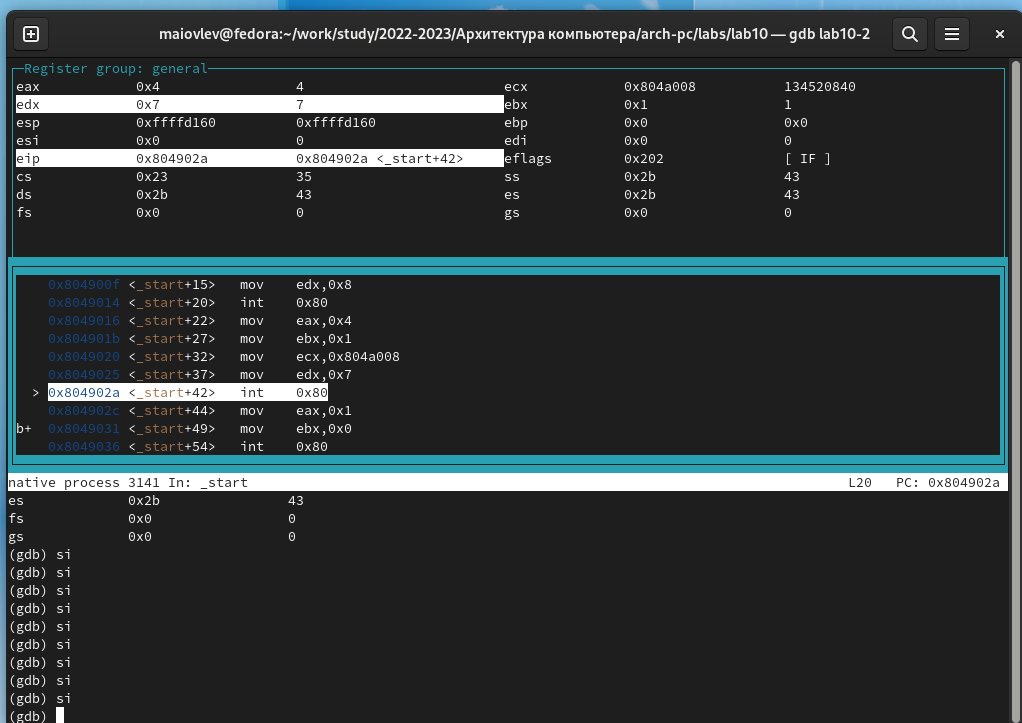 maiovlev@fedora:~/work/study/2022-2023/Архитектура компьютера/arch-pc/labs/lab10 — gdb lab10-2
Register group: general
eax 0x4 4 ecx 0x804a008 134520840
edx 0x7 7 ebx 0x1 1
esp 0xffffd160 0xffffd160 ebp 0x0 0x0
esi 0x0 0 edi 0x0 0
eip 0x804902a 0x804902a <_start+42> eflags 0x202 [ IF ]
cs 0x23 35 ss 0x2b 43
ds 0x2b 43 es 0x2b 43
fs 0x0 0 gs 0x0 0
0x804900f <_start+15> mov edx,0x8
0x8049014 <_start+20> int 0x80
0x8049016 <_start+22> mov eax,0x4
0x804901b <_start+27> mov ebx,0x1
0x8049020 <_start+32> mov ecx,0x804a008
0x8049025 <_start+37> mov edx,0x7
> 0x804902a <_start+42> int 0x80
0x804902c <_start+44> mov eax,0x1
b+ 0x8049031 <_start+49> mov ebx,0x0
0x8049036 <_start+54> int 0x80
native process 3141 In: _start L20 PC: 0x804902a
es 0x2b 43
fs 0x0 0
gs 0x0 0
(gdb) si
(gdb) si
(gdb) si
(gdb) si
(gdb) si
(gdb) si
(gdb) si
(gdb) si
(gdb) si
(gdb)